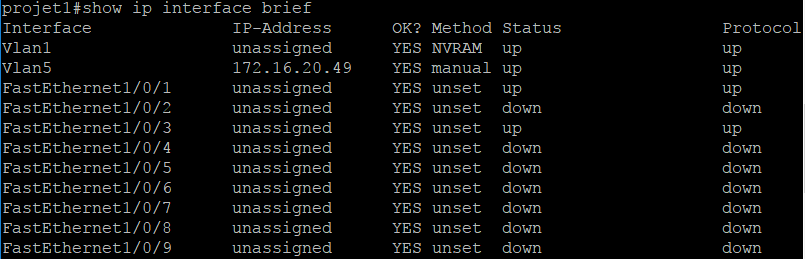 projet1#show ip interface brief
Interface IP-Address OK? Method Status Protocol
Vlan1 unassigned YES NVRAM up up
Vlan5 172.16.20.49 YES manual up up
FastEthernet1/0/1 unassigned YES unset up up
FastEthernet1/0/2 unassigned YES unset down down
FastEthernet1/0/3 unassigned YES unset up up
FastEthernet1/0/4 unassigned YES unset down down
FastEthernet1/0/5 unassigned YES unset down down
FastEthernet1/0/6 unassigned YES unset down down
FastEthernet1/0/7 unassigned YES unset down down
FastEthernet1/0/8 unassigned YES unset down down
FastEthernet1/0/9 unassigned YES unset down down